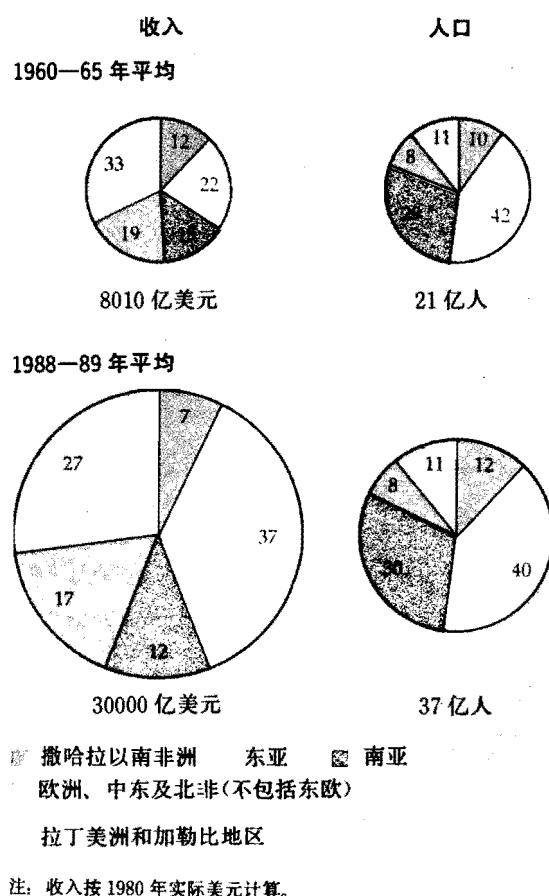 收入 人口
1960—65 年平均
12 22 19 33
10 42 8 11
8010 亿美元 21 亿人
1988—89 年平均
7 37 12 17 27
12 40 30 8 11
30000 亿美元 37 亿人
撒哈拉以南非洲 东亚 南亚
欧洲、中东及北非(不包括东欧)
拉丁美洲和加勒比地区
注: 收入按 1980 年实际美元计算。